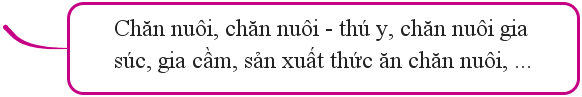 Chăn nuôi, chăn nuôi - thú y, chăn nuôi gia
súc, gia cầm, sản xuất thức ăn chăn nuôi, ...